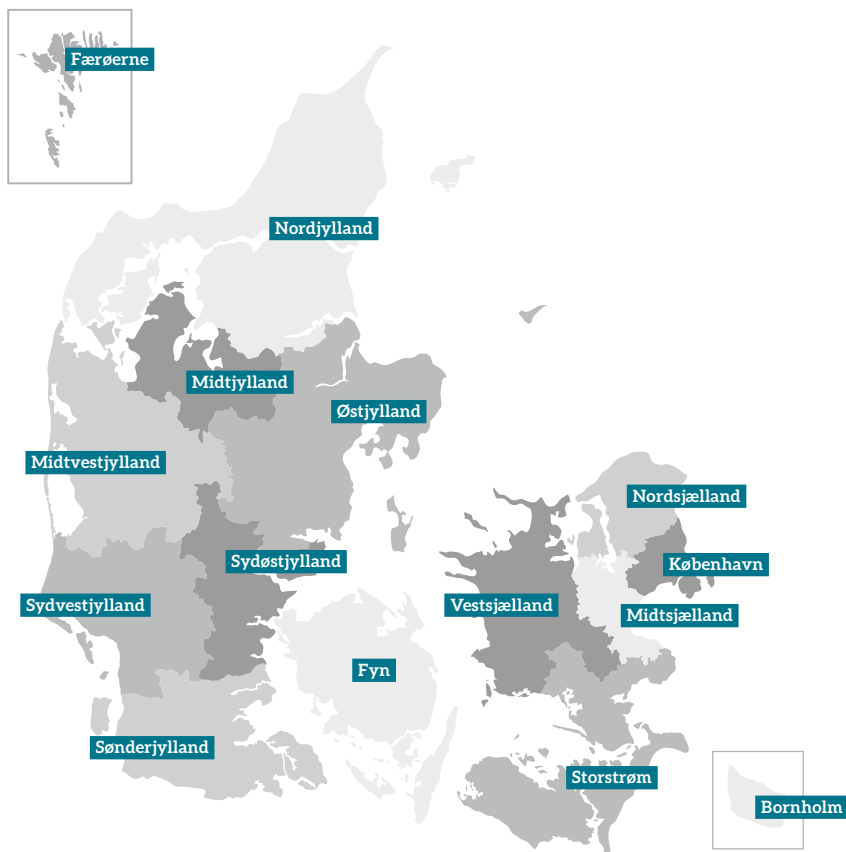 Færøerne
Nordjylland
Midtjylland
Østjylland
Midtvestjylland
Nordsjælland
Sydøstjylland
København
Sydvestjylland
Vestsjælland
Midtsjælland
Fyn
Sønderjylland
Storstrøm
Bornholm